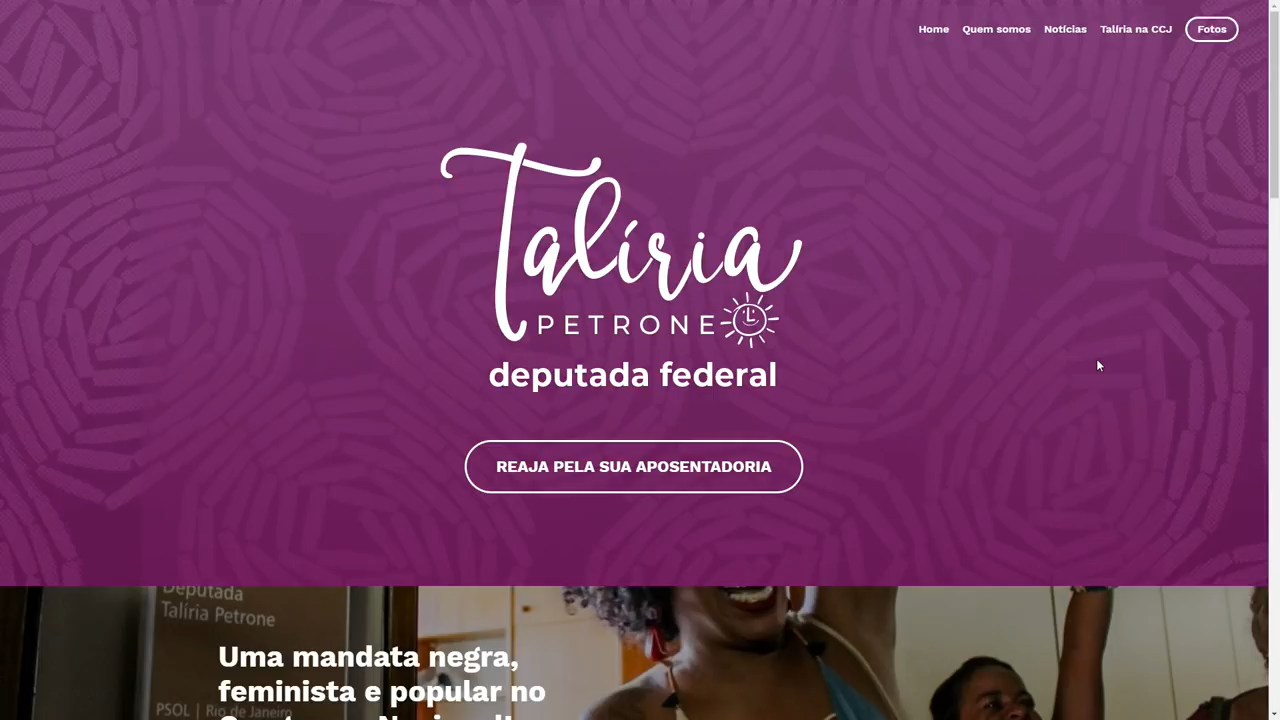 Home Quem somos Notícias Talíria na CCJ Fotos
Talíria
PETRONE
deputada federal
REAJA PELA SUA APOSENTADORIA
Deputada
Talíria Petrone
Uma mandata negra,
feminista e popular no
PSOL | Rio de Janeiro